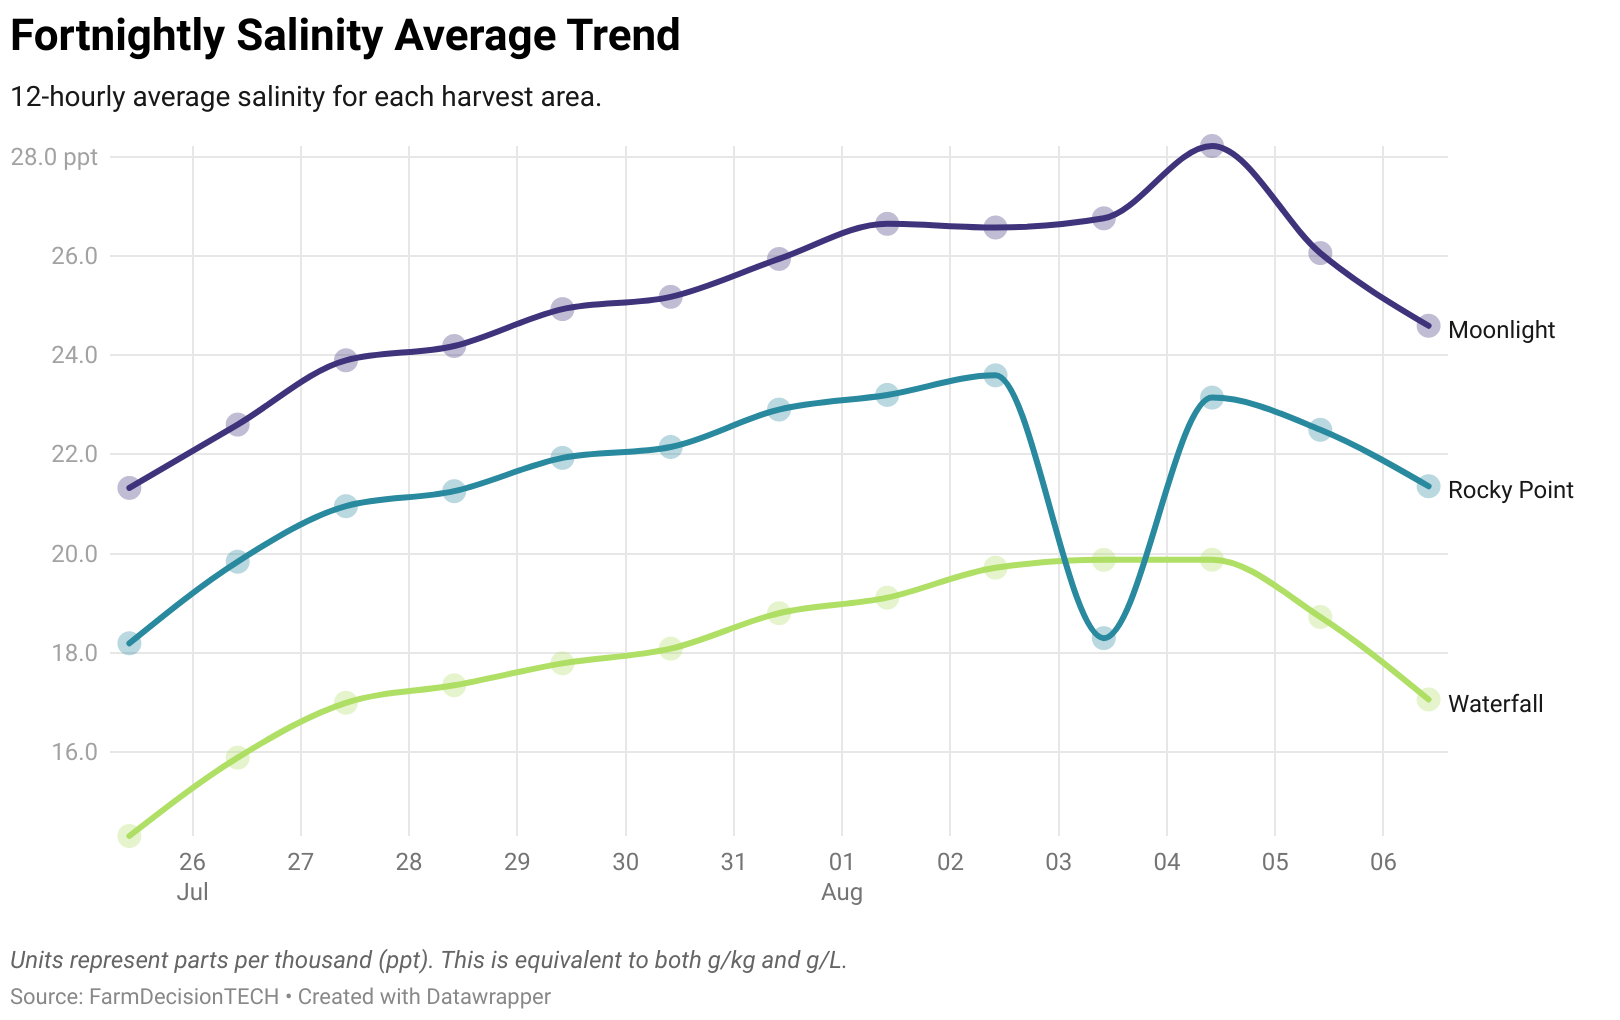 Fortnightly Salinity Average Trend
12-hourly average salinity for each harvest area.
28.0 ppt
26.0
24.0
22.0
20.0
18.0
16.0
Moonlight
Rocky Point
Waterfall
26 27 28 29 30 31 01 02 03 04 05 06
Jul Aug
Units represent parts per thousand (ppt). This is equivalent to both g/kg and g/L.
Source: FarmDecisionTECH • Created with Datawrapper